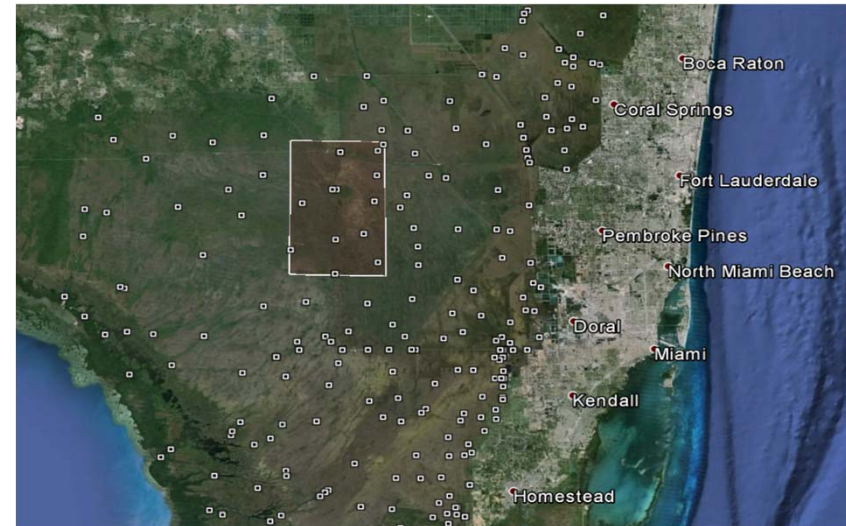 Boca Raton
Coral Springs
Fort Lauderdale
Pembroke Pines
North Miami Beach
Doral
Miami
Kendall
Homestead